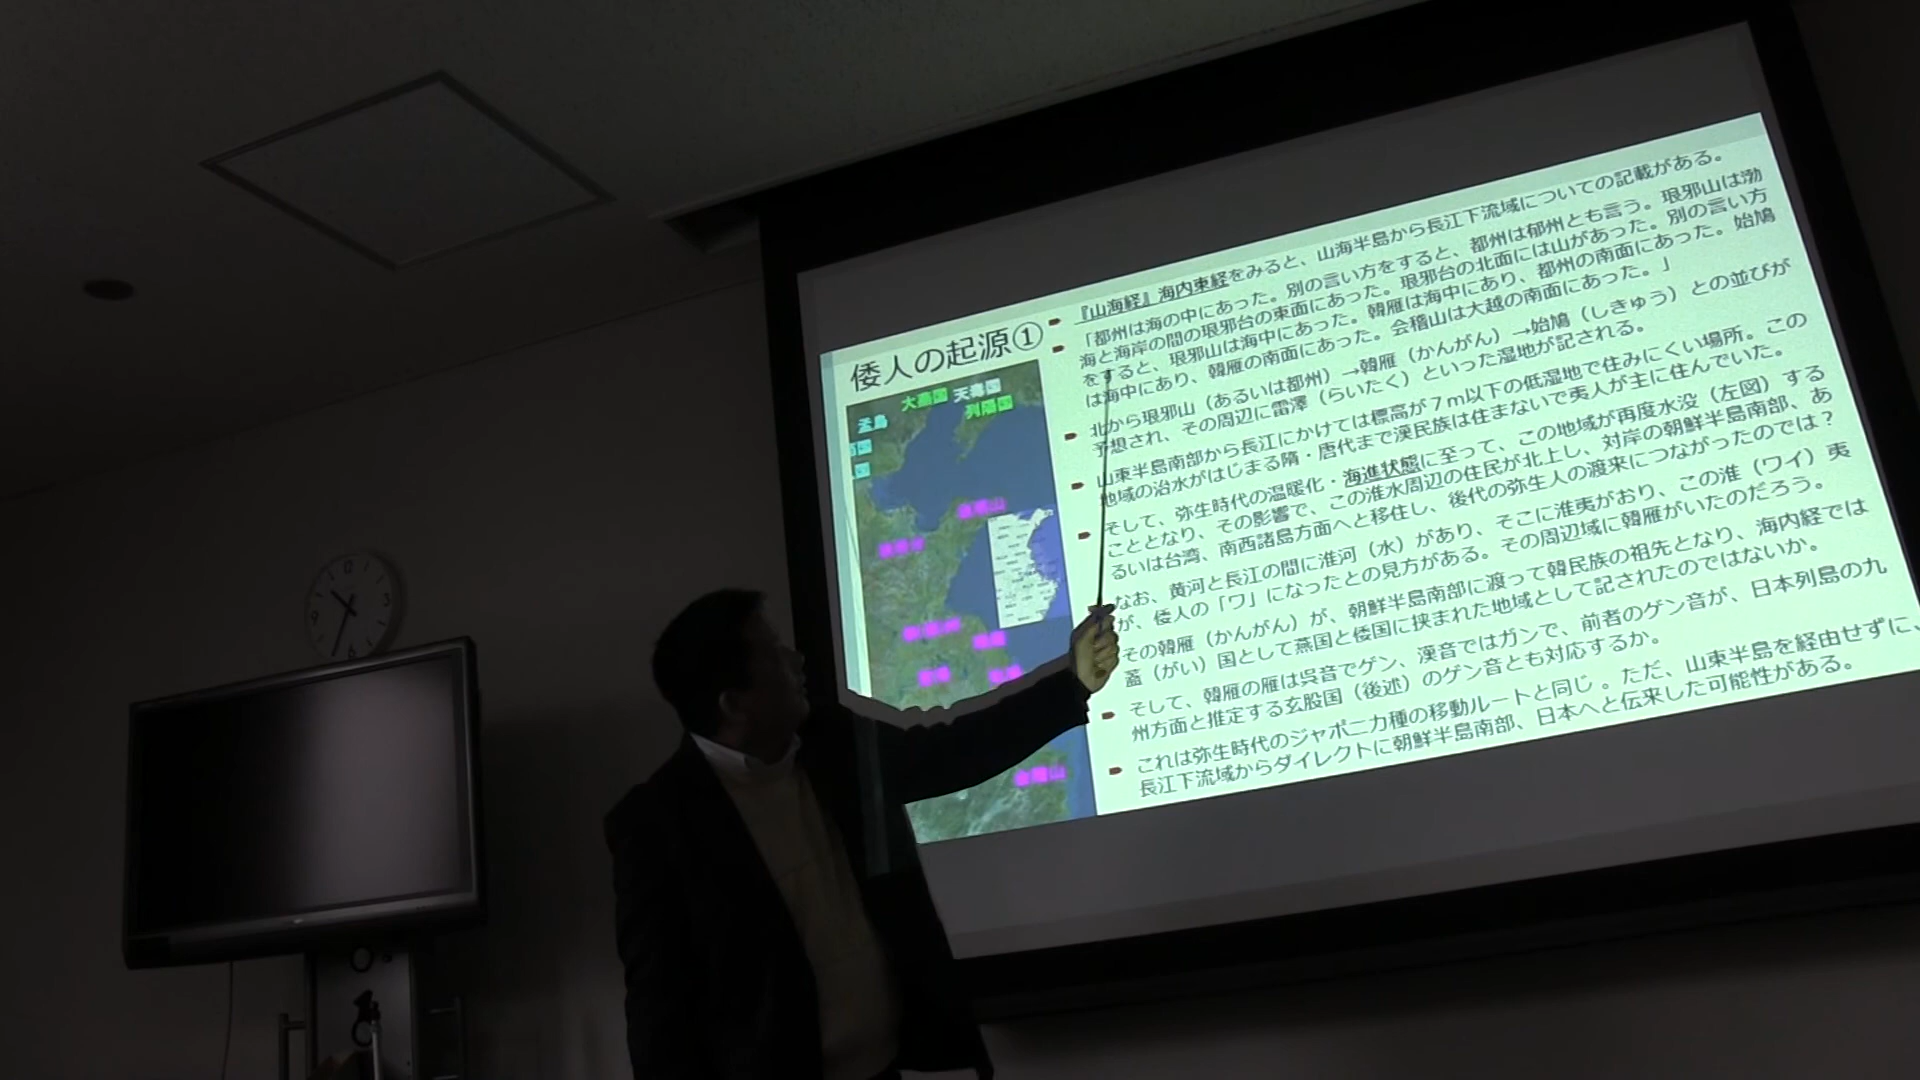 倭人の起源①
大燕国
天毒国
列陽国
孟鳥
国
国
会稽山
『山海経』海内東経をみると、山海半島から長江下流域についての記載がある。
「都州は海の中にあった。別の言い方をすると、都州は郁州とも言う。琅邪山は渤
海と海岸の間の琅邪台の東面にあった。琅邪台の北面には山があった。別の言い方
をすると、琅邪山は海中にあった。韓雁は海中にあり、都州の南面にあった。始鳩
は海中にあり、韓雁の南面にあった。会稽山は大越の南面にあった。」
北から琅邪山（あるいは都州）→韓雁（かんがん）→始鳩（しきゅう）との並びが
予想され、その周辺に雷澤（らいたく）といった湿地が記される。
山東半島南部から長江にかけては標高が７ｍ以下の低湿地で住みにくい場所。この
地域の治水がはじまる隋・唐代まで漢民族は住まないで夷人が主に住んでいた。
そして、弥生時代の温暖化・海進状態に至って、この地域が再度水没（左図）する
こととなり、その影響で、この淮水周辺の住民が北上し、対岸の朝鮮半島南部、あ
るいは台湾、南西諸島方面へと移住し、後代の弥生人の渡来につながったのでは？
なお、黄河と長江の間に淮河（水）があり、そこに淮夷がおり、この淮（ワイ）夷
が、倭人の「ワ」になったとの見方がある。その周辺域に韓雁がいたのだろう。
その韓雁（かんがん）が、朝鮮半島南部に渡って韓民族の祖先となり、海内経では
蓋（がい）国として燕国と倭国に挟まれた地域として記されたのではないか。
そして、韓雁の雁は呉音でゲン、漢音ではガンで、前者のゲン音が、日本列島の九
州方面と推定する玄股国（後述）のゲン音とも対応するか。
これは弥生時代のジャポニカ種の移動ルートと同じ。ただ、山東半島を経由せずに、
長江下流域からダイレクトに朝鮮半島南部、日本へと伝来した可能性がある。